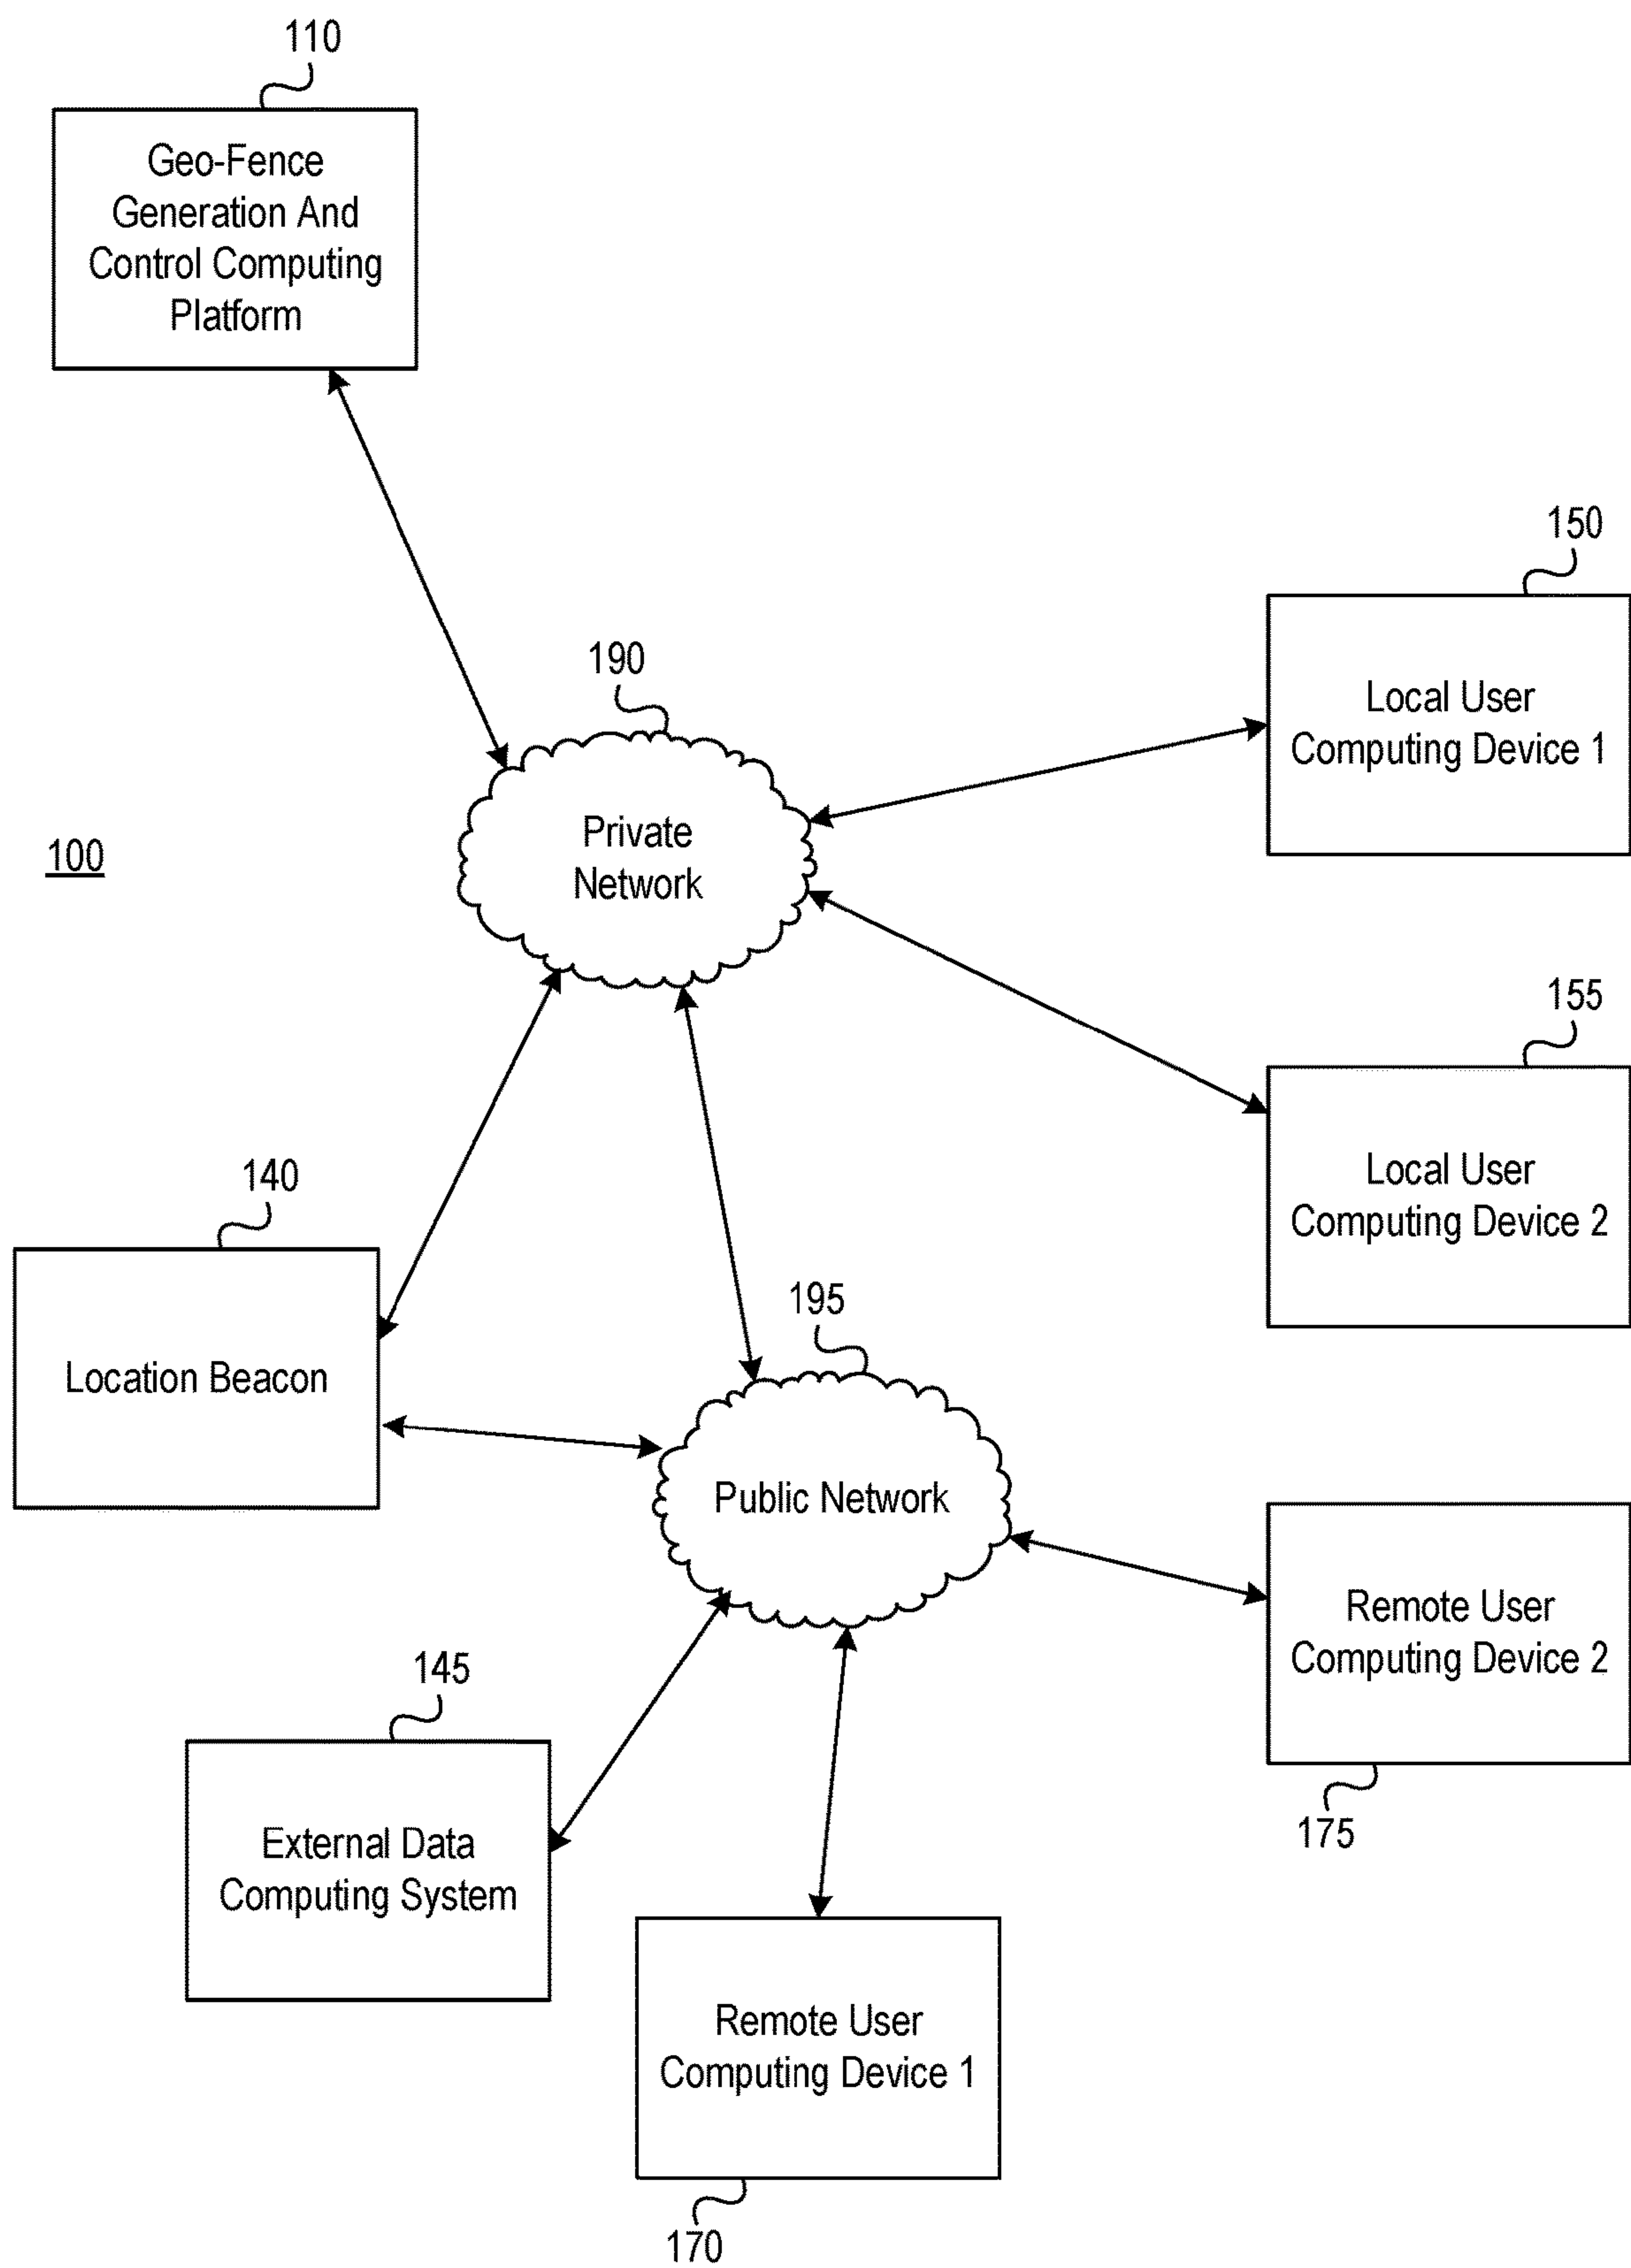 110
Geo-Fence
Generation And
Control Computing
Platform
150
Local User
Computing Device 1
190
Private
Network
100
155
Local User
Computing Device 2
140
Location Beacon
195
Public Network
Remote User
Computing Device 2
175
145
External Data
Computing System
Remote User
Computing Device 1
170